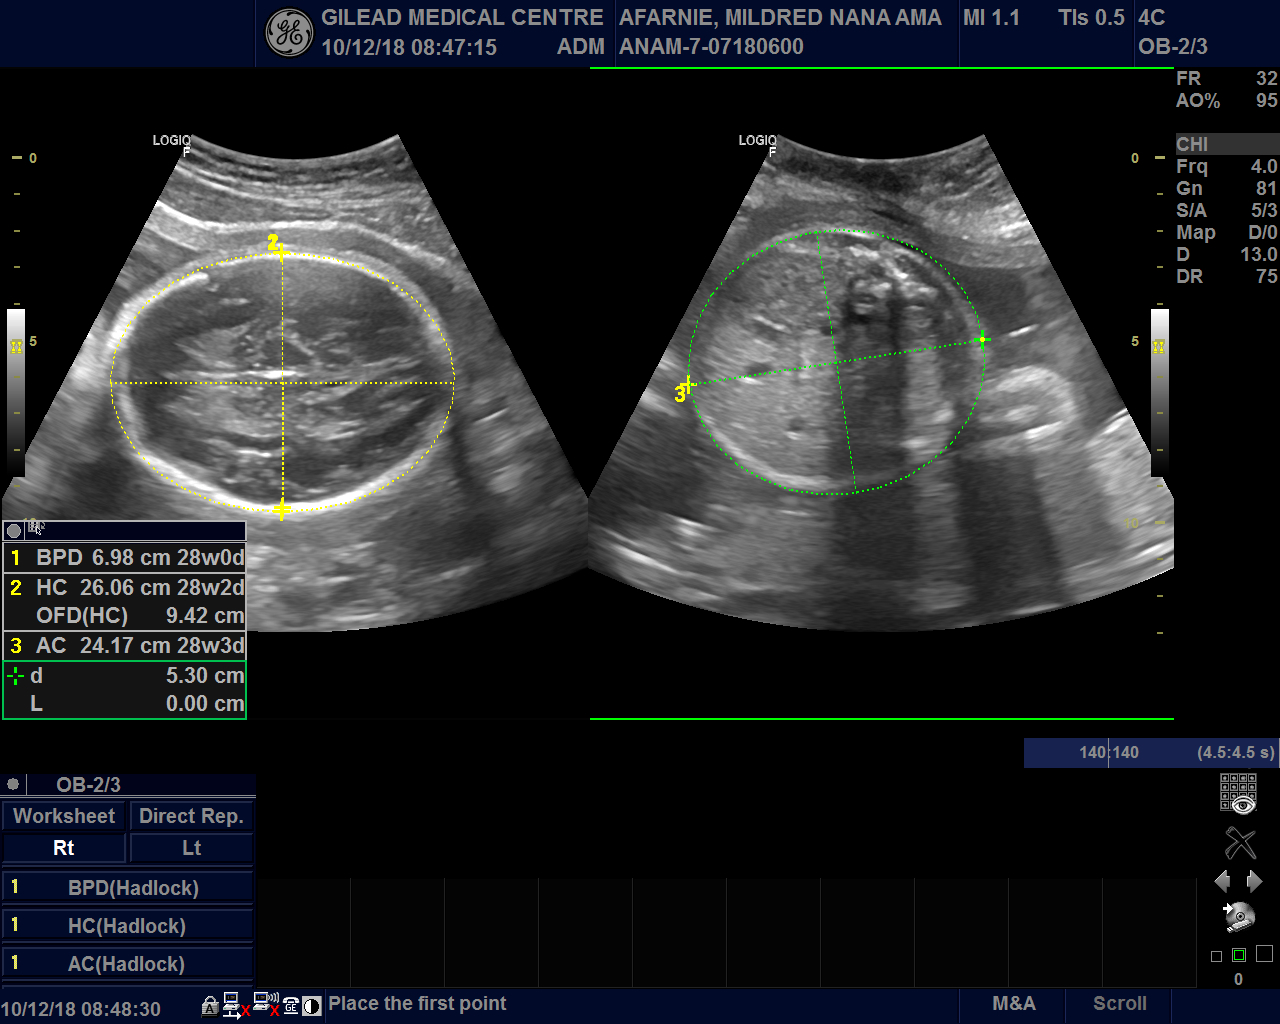 GILEAD MEDICAL CENTRE
10/12/18 08:47:15 ADM
AFARNIE, MILDRED NANA AMA
ANAM-7-07180600
MI 1.1 TIs 0.5
4C
OB-2/3
FR 32
AO% 95
CHI
Frq 4.0
Gn 81
S/A 5/3
Map D/0
D 13.0
DR 75
LOGIQ
F
LOGIQ
F
0
5
0
5
10
2
3
1 BPD 6.98 cm 28w0d
2 HC 26.06 cm 28w2d
OFD(HC) 9.42 cm
3 AC 24.17 cm 28w3d
d 5.30 cm
L 0.00 cm
140:140 (4.5:4.5 s)
OB-2/3
Worksheet Direct Rep.
Rt Lt
1 BPD(Hadlock)
1 HC(Hadlock)
1 AC(Hadlock)
0
10/12/18 08:48:30
Place the first point
M&A
Scroll